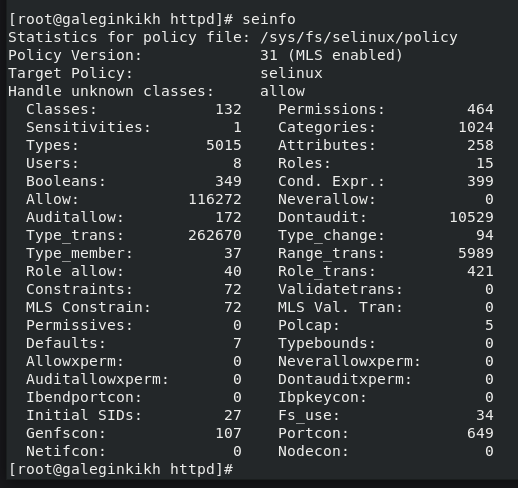 [root@galeginkikh httpd]# seinfo
Statistics for policy file: /sys/fs/selinux/policy
Policy Version:             31 (MLS enabled)
Target Policy:              selinux
Handle unknown classes:     allow
  Classes:             132    Permissions:         464
  Sensitivities:         1    Categories:         1024
  Types:              5015    Attributes:          258
  Users:                 8    Roles:                15
  Booleans:            349    Cond. Expr.:         399
  Allow:            116272    Neverallow:            0
  Auditallow:          172    Dontaudit:         10529
  Type_trans:       262670    Type_change:          94
  Type_member:          37    Range_trans:        5989
  Role allow:           40    Role_trans:          421
  Constraints:          72    Validatetrans:         0
  MLS Constrain:        72    MLS Val. Tran:         0
  Permissives:           0    Polcap:                5
  Defaults:              7    Typebounds:            0
  Allowxperm:            0    Neverallowxperm:       0
  Auditallowxperm:       0    Dontauditxperm:        0
  Ibendportcon:          0    Ibpkeycon:             0
  Initial SIDs:         27    Fs_use:               34
  Genfscon:            107    Portcon:             649
  Netifcon:              0    Nodecon:               0
[root@galeginkikh httpd]#